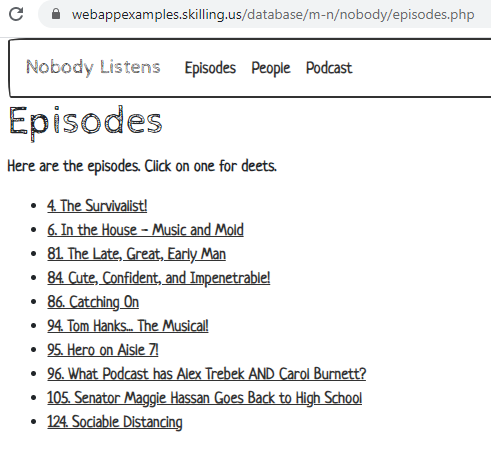 webappexamples.skilling.us/database/m-n/nobody/episodes.php
Nobody Listens Episodes People Podcast
Episodes
Here are the episodes. Click on one for deets.
• 4. The Survivalist!
• 6. In the House - Music and Mold
• 81. The Late, Great, Early Man
• 84. Cute, Confident, and Impenetrable!
• 86. Catching On
• 94. Tom Hanks... The Musical!
• 95. Hero on Aisle 7!
• 96. What Podcast has Alex Trebek AND Carol Burnett?
• 105. Senator Maggie Hassan Goes Back to High School
• 124. Sociable Distancing